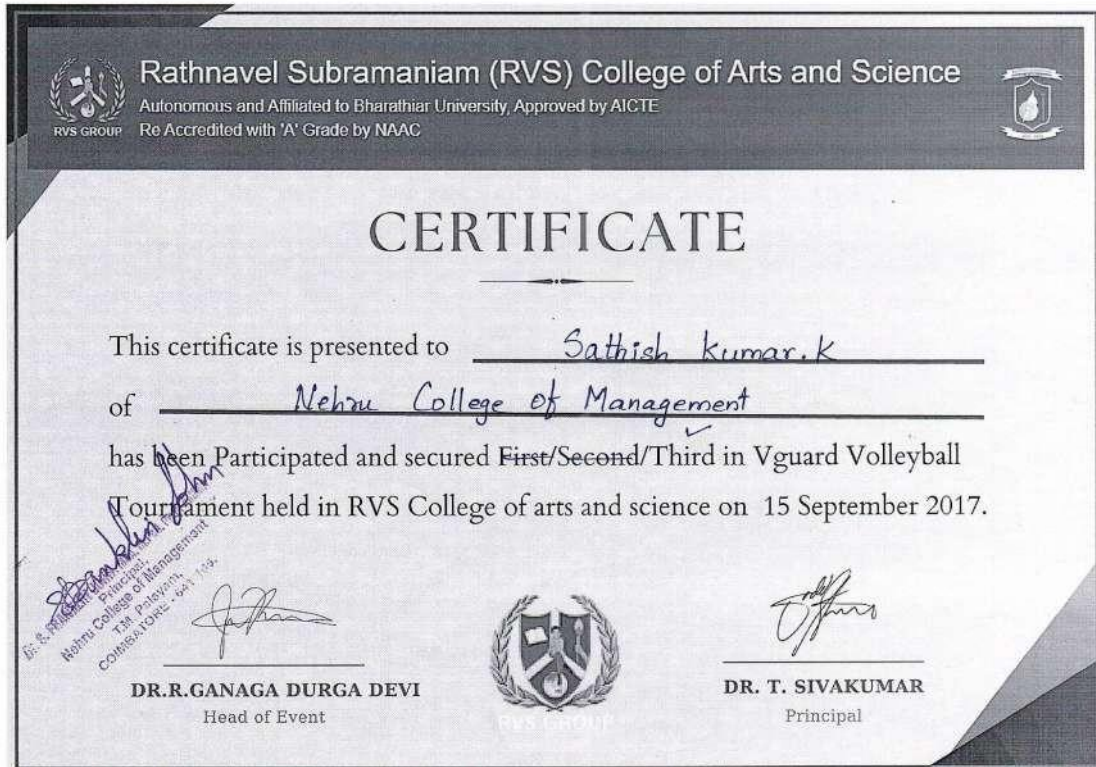 Rathnavel Subramaniam (RVS) College of Arts and Science
Autonomous and Affiliated to Bharathiar University, Approved by AICTE
Re Accredited with 'A' Grade by NAAC
RVS GROUP
CERTIFICATE
This certificate is presented to Sathish kumar.k
of Nehru College of Management
has been Participated and secured First/Second/Third in Vguard Volleyball
Tournament held in RVS College of arts and science on 15 September 2017.
Principal,
Nehru College of Management
T.M. Palayam,
COIMBATORE - 641 105.
DR.R.GANAGA DURGA DEVI
Head of Event
RVS GROUP
DR. T. SIVAKUMAR
Principal